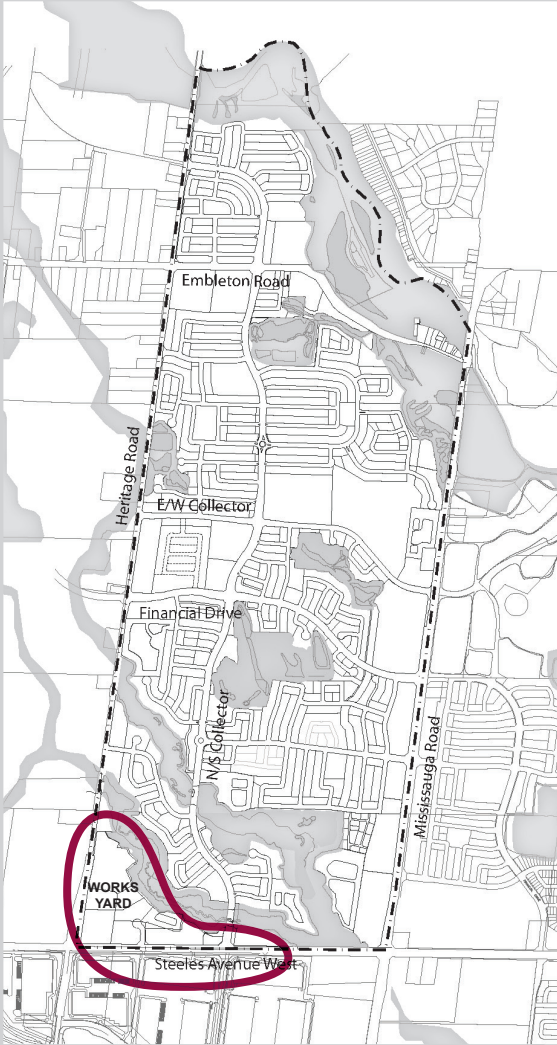 Embleton Road
Heritage Road
E/W Collector
Financial Drive
N/S Collector
Mississauga Road
WORKS
YARD
Steeles Avenue West